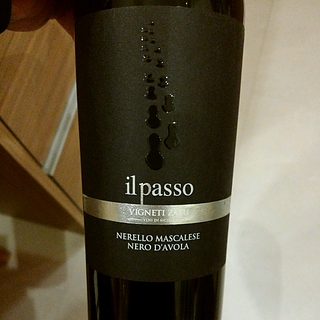 ilpasso
VIGNETI ZABÙ
NERELLO MASCALESE
NERO D'AVOLA